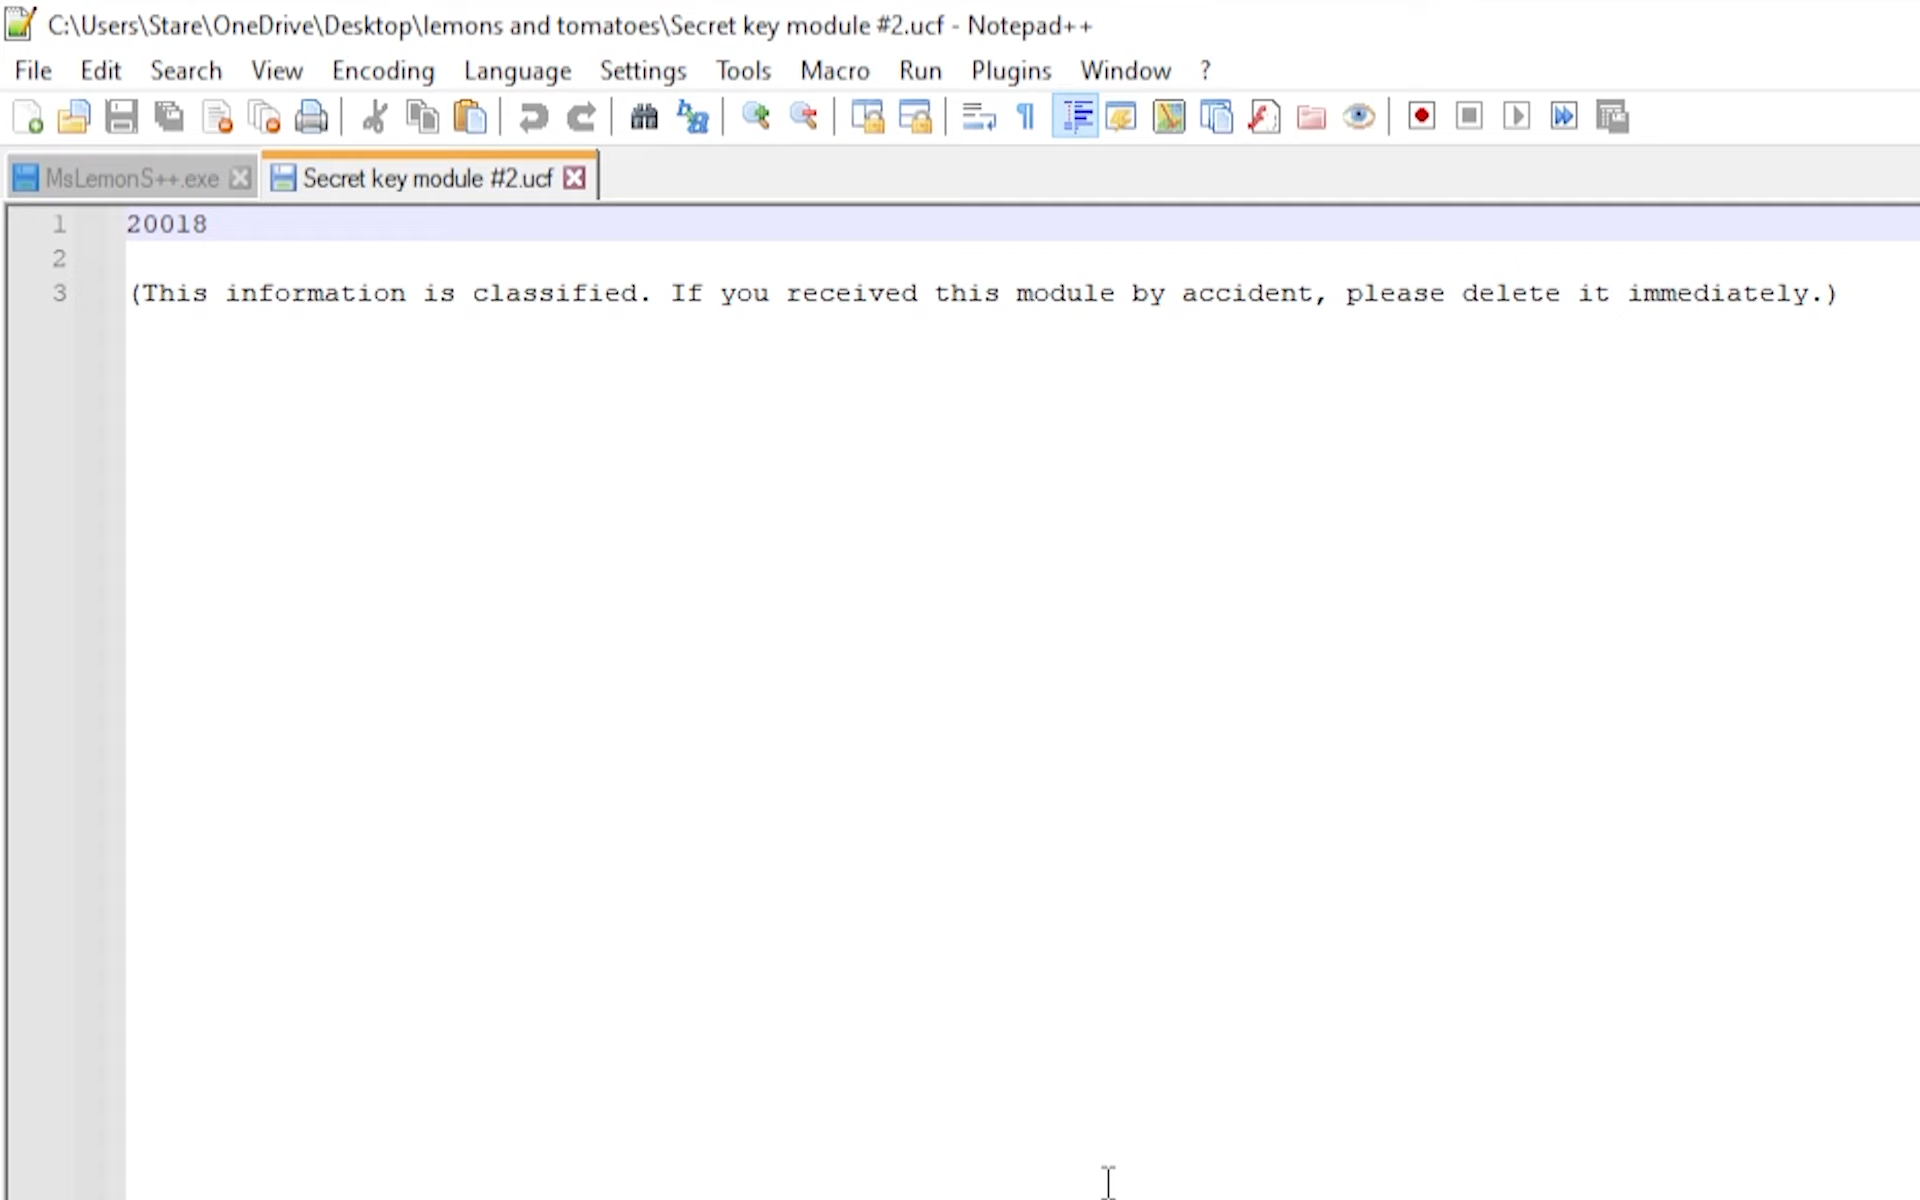 C:\Users\Stare\OneDrive\Desktop\lemons and tomatoes\Secret key module #2.ucf - Notepad++
File Edit Search View Encoding Language Settings Tools Macro Run Plugins Window ?
MsLemonS++.exe Secret key module #2.ucf
1 20018
2
3 (This information is classified. If you received this module by accident, please delete it immediately.)